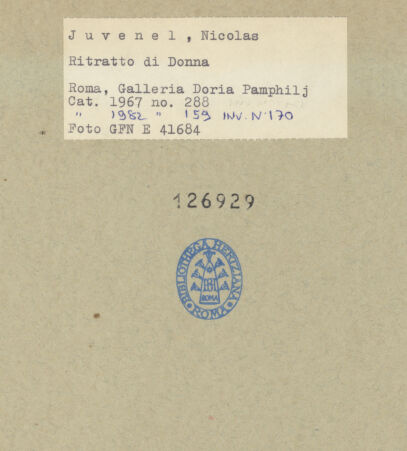 J u v e n e l , Nicolas
Ritratto di Donna
Roma, Galleria Doria Pamphilj
Cat. 1967 no. 288
" 1982 " 159 INV. N° 170
Foto GFN E 41684
126929
BIBLIOTHECA HERTZIANA
ROMA
ROMA